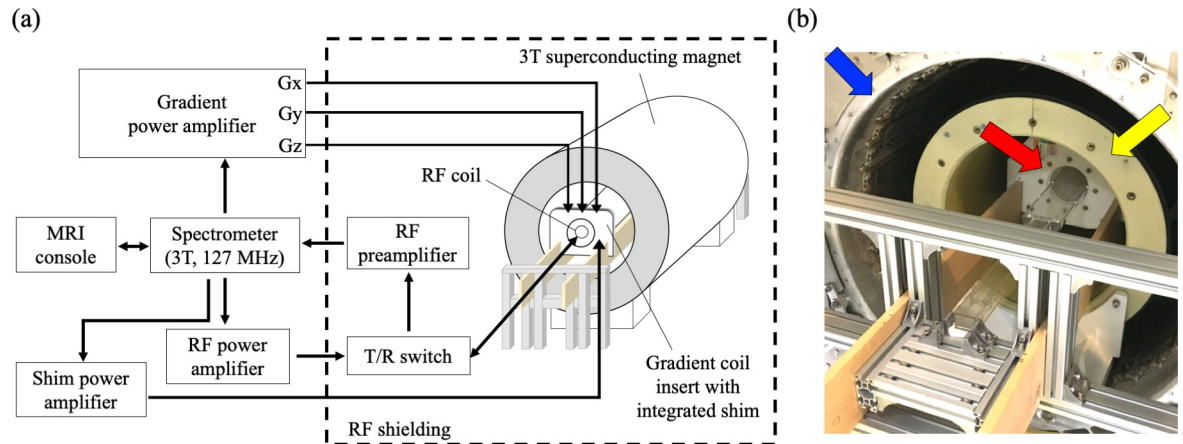 (a)
(b)
3T superconducting magnet
Gx
Gradient
power amplifier
Gy
Gz
RF coil
MRI
console
Spectrometer
(3T, 127 MHz)
RF
preamplifier
RF power
amplifier
T/R switch
Shim power
amplifier
Gradient coil
insert with
integrated shim
RF shielding